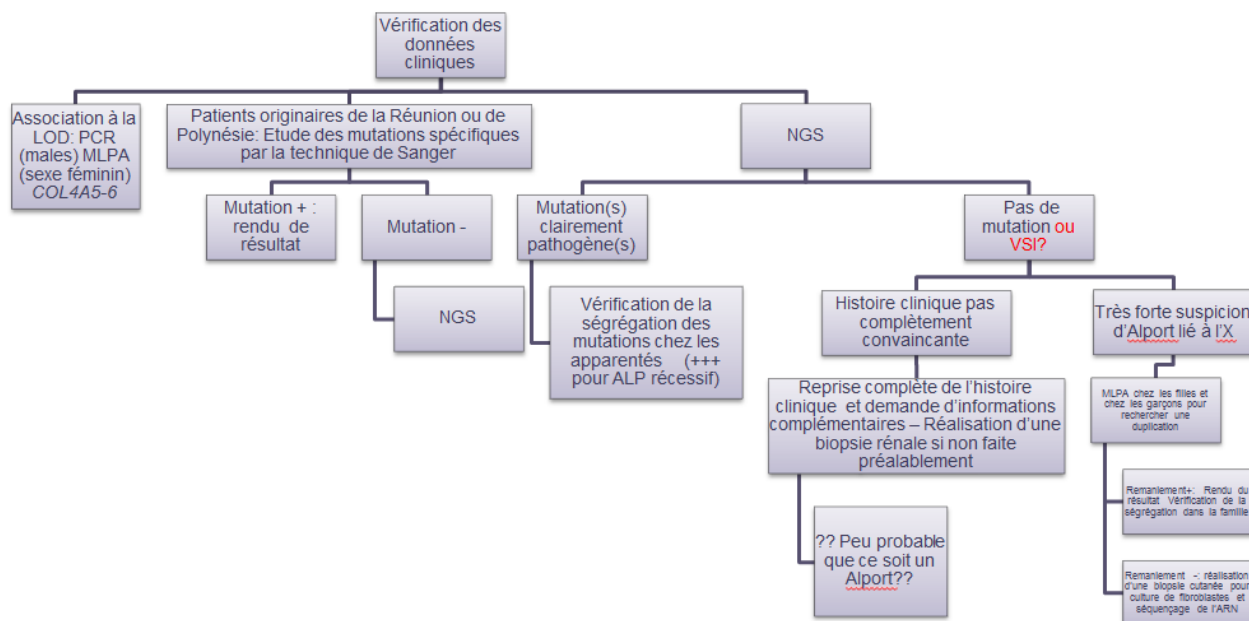 Vérification des
données
cliniques
Association à la
LOD: PCR
(males) MLPA
(sexe féminin)
COL4A5-6
Patients originaires de la Réunion ou de
Polynésie: Etude des mutations spécifiques
par la technique de Sanger
NGS
Mutation + :
rendu de
résultat
Mutation -
NGS
Mutation(s)
clairement
pathogène(s)
Vérification de la
ségrégation des
mutations chez les
apparentés (+++
pour ALP récessif)
Pas de
mutation ou
VSI?
Histoire clinique pas
complètement
convaincante
Reprise complète de l'histoire
clinique et demande d'informations
complémentaires – Réalisation d'une
biopsie rénale si non faite
préalablement
?? Peu probable
que ce soit un
Alport??
Très forte suspicion
d'Alport lié à l'X
MLPA chez les filles et
chez les garçons pour
rechercher une
duplication
Remaniement+: Rendu du
résultat Vérification de la
ségrégation dans la famille
Remaniement -: réalisation
d'une biopsie cutanée pour
culture de fibroblastes et
séquençage de l'ARN